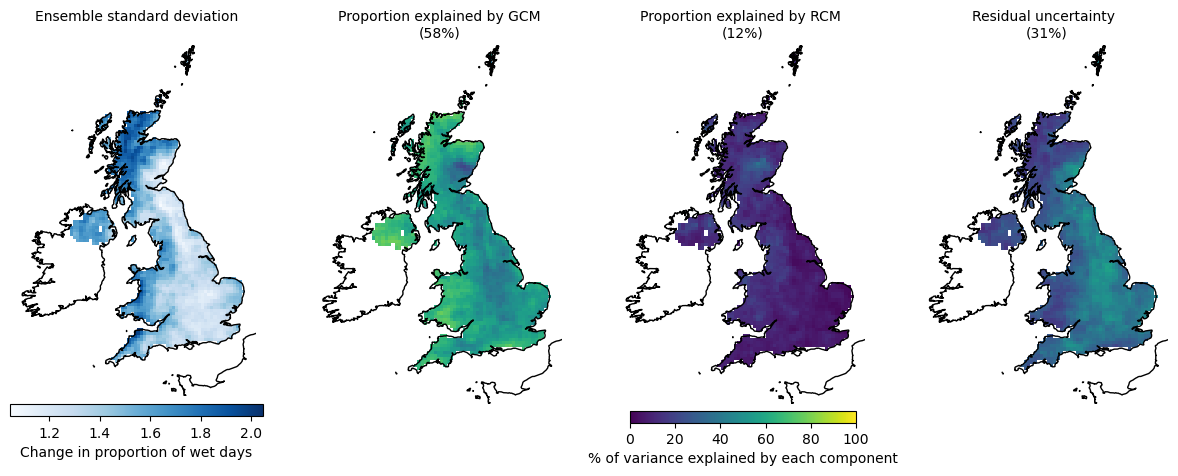 Ensemble standard deviation
Proportion explained by GCM
(58%)
Proportion explained by RCM
(12%)
Residual uncertainty
(31%)
1.2 1.4 1.6 1.8 2.0
Change in proportion of wet days
0 20 40 60 80 100
% of variance explained by each component